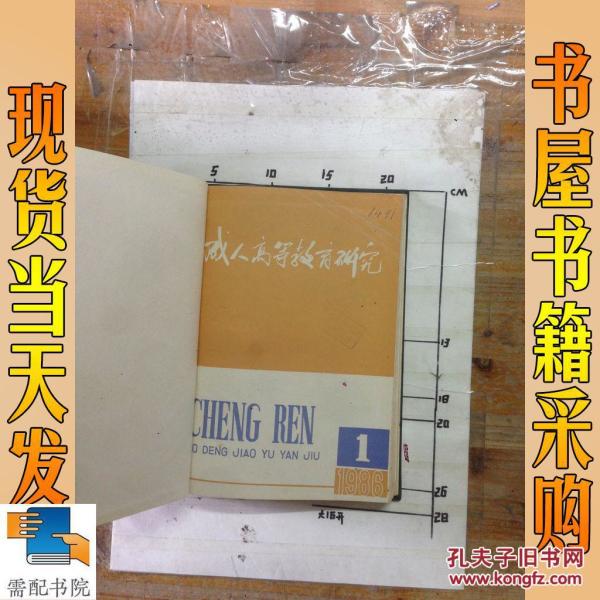 现货当天发
书屋书籍采购
5 10 15 20 CM
成人高等教育研究
13
18
20
26
28
CHENG REN
O DENG JIAO YU YAN JIU
1
1986
大16开
需配书院
孔夫子旧书网
www.kongfz.com